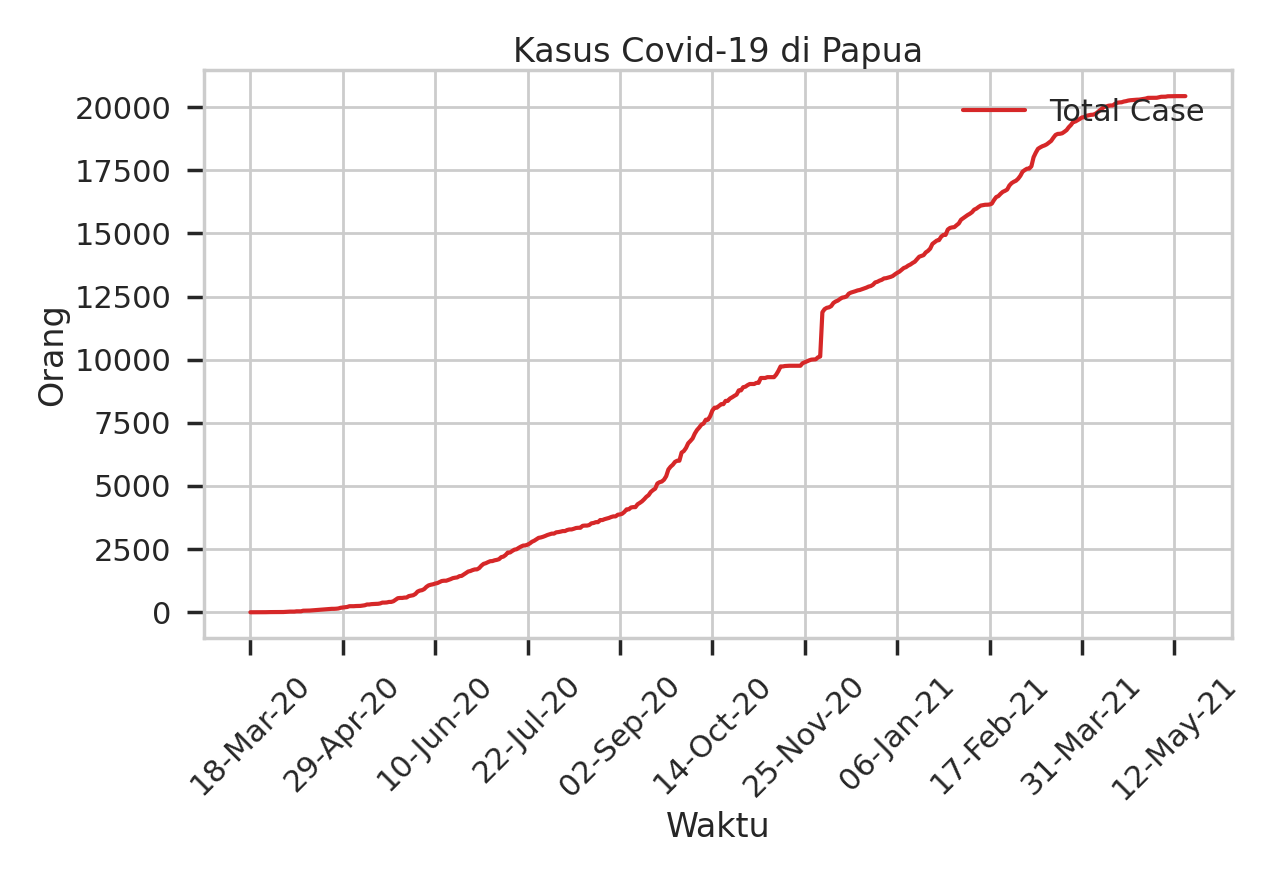 Kasus Covid-19 di Papua
Total Case
20000
17500
15000
12500
10000
7500
5000
2500
0
Orang
18-Mar-20
29-Apr-20
10-Jun-20
22-Jul-20
02-Sep-20
14-Oct-20
25-Nov-20
06-Jan-21
17-Feb-21
31-Mar-21
12-May-21
Waktu